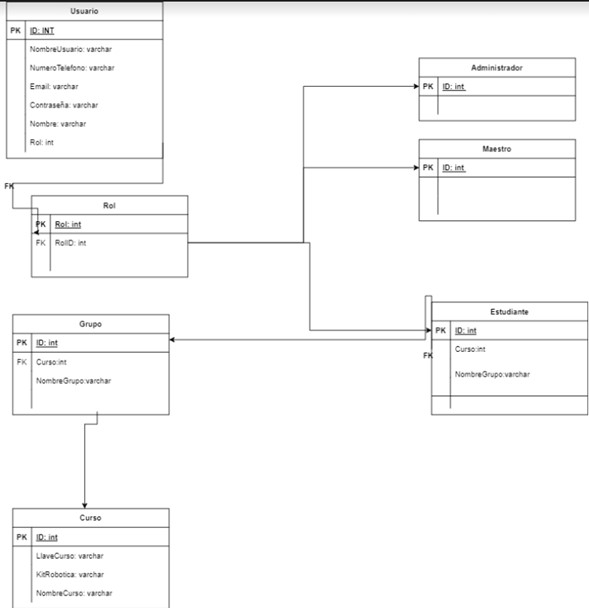 Usuario
PK ID: INT
NombreUsuario: varchar
NumeroTelefono: varchar
Email: varchar
Contraseña: varchar
Nombre: varchar
Rol: int
FK
Rol
PK Rol: int
FK RolID: int
Administrador
PK ID: int
Maestro
PK ID: int
Estudiante
PK ID: int
FK Curso:int
NombreGrupo:varchar
Grupo
PK ID: int
FK Curso:int
NombreGrupo:varchar
Curso
PK ID: int
LlaveCurso: varchar
KitRobotica: varchar
NombreCurso: varchar